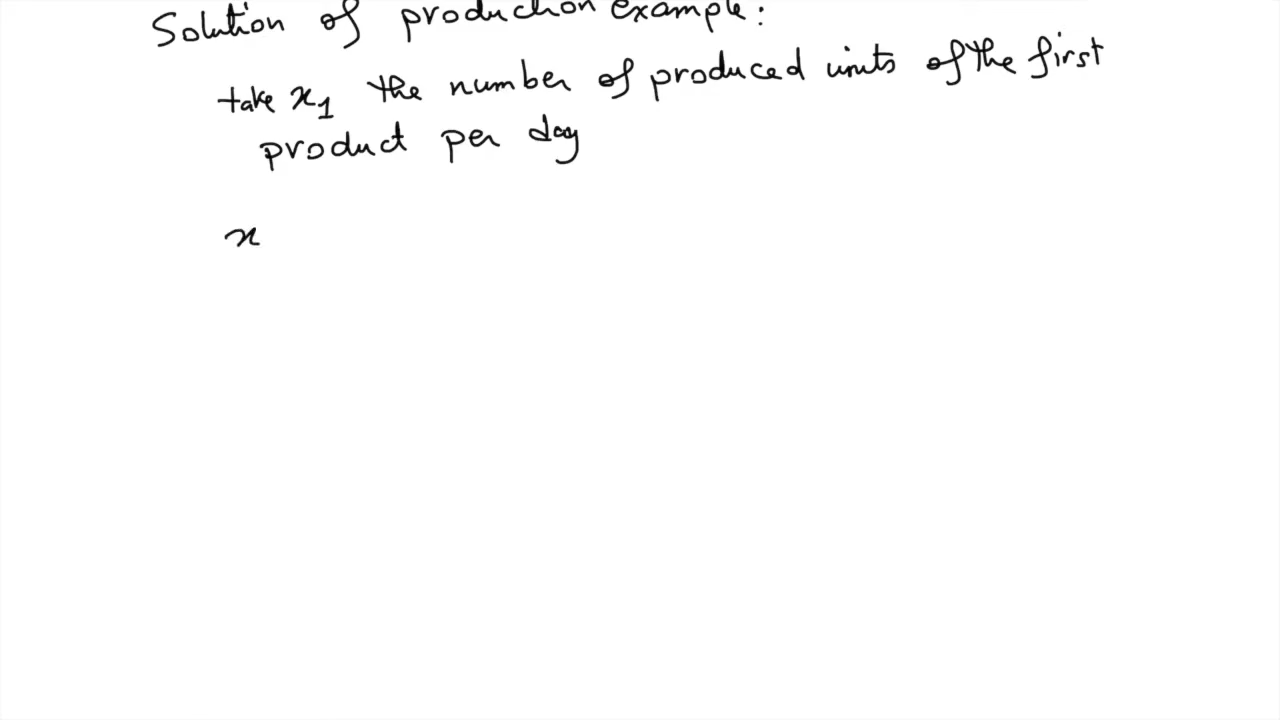 Solution of production example:
take x₁ the number of produced units of the first
product per day
x